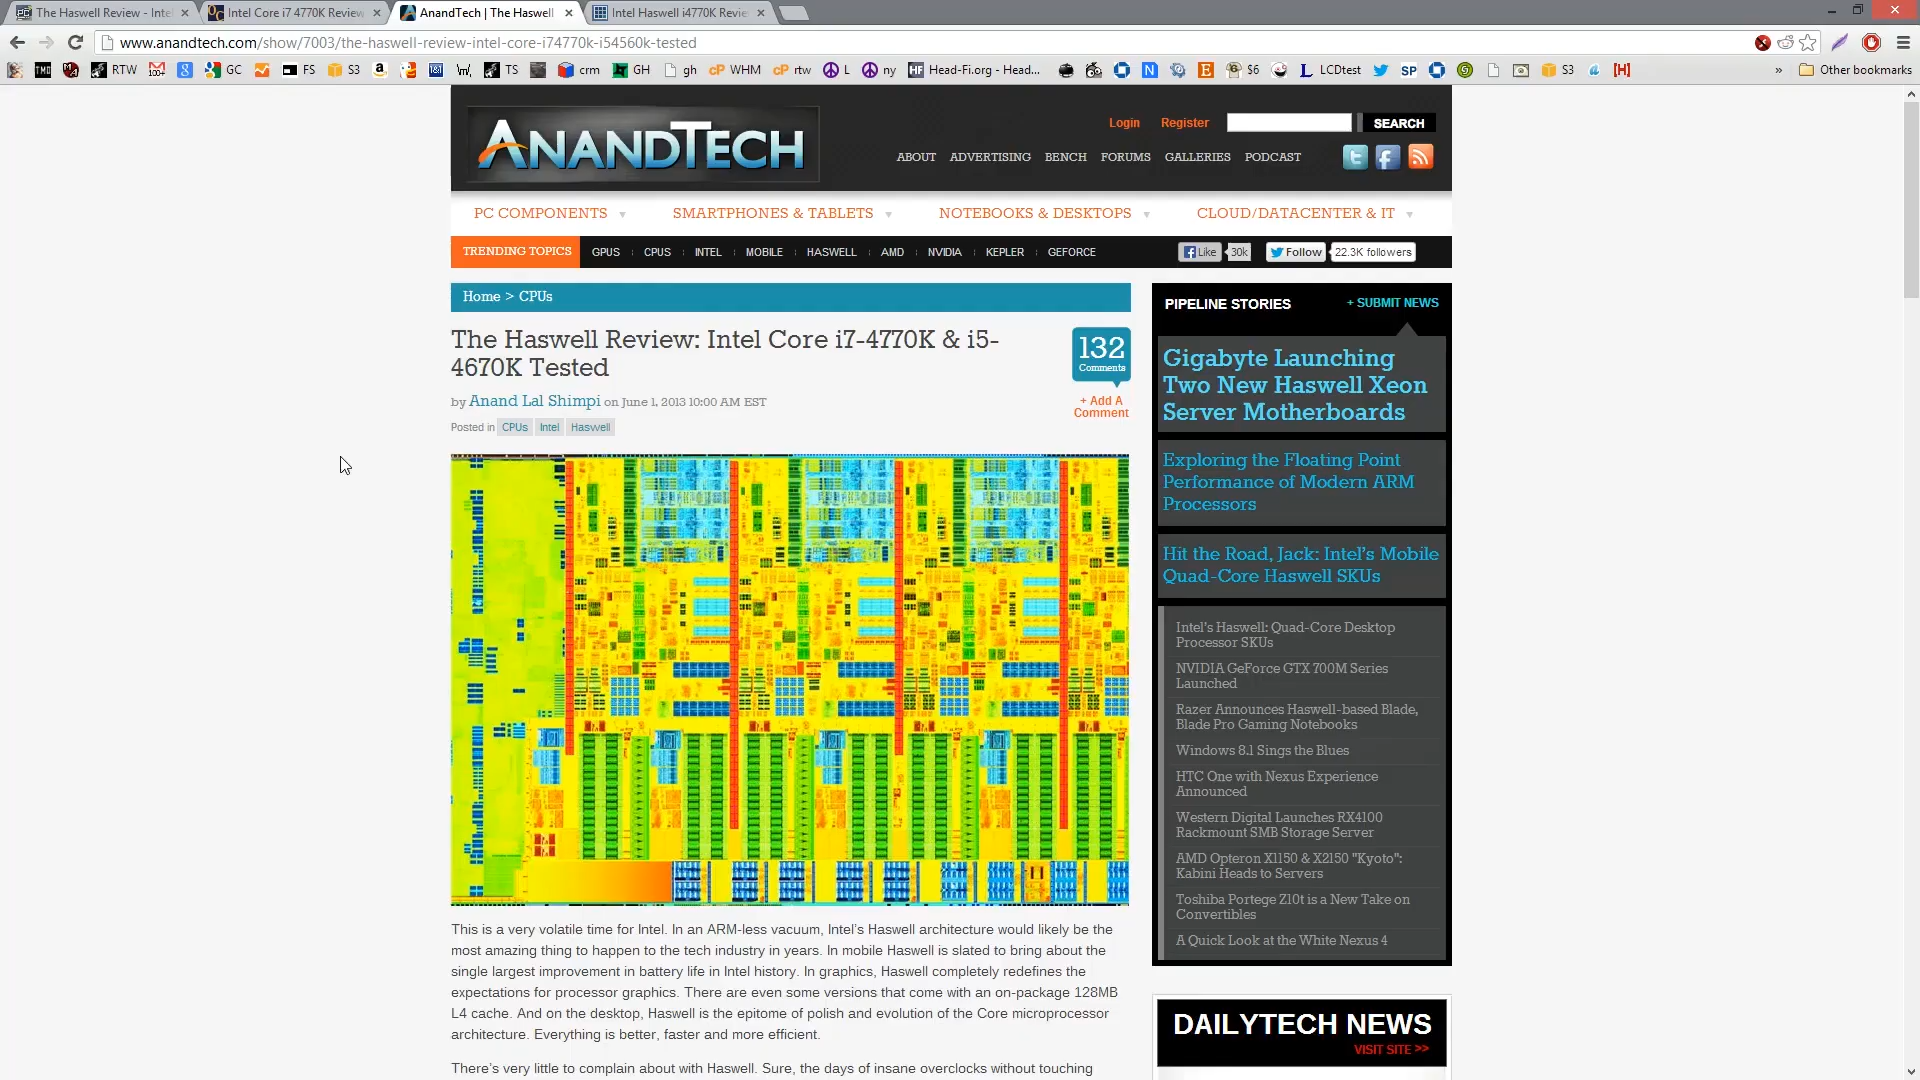 The Haswell Review - Inte
Intel Core i7 4770K Review
AnandTech | The Haswell
Intel Haswell i4770K Revie
www.anandtech.com/show/7003/the-haswell-review-intel-core-i74770k-i54560k-tested
TMD RTW GC FS S3 TS crm GH gh WHM rtw L ny Head-Fi.org - Head... $6 LCDtest SP S3 [H] » Other bookmarks
ANANDTECH
Login Register SEARCH
ABOUT ADVERTISING BENCH FORUMS GALLERIES PODCAST
PC COMPONENTS SMARTPHONES & TABLETS NOTEBOOKS & DESKTOPS CLOUD/DATACENTER & IT
TRENDING TOPICS GPUS CPUS INTEL MOBILE HASWELL AMD NVIDIA KEPLER GEFORCE Like 30k Follow 22.3K followers
Home > CPUs
The Haswell Review: Intel Core i7-4770K & i5-
4670K Tested
132
Comments
+ Add A
Comment
by Anand Lal Shimpi on June 1, 2013 10:00 AM EST
Posted in CPUs Intel Haswell
This is a very volatile time for Intel. In an ARM-less vacuum, Intel's Haswell architecture would likely be the
most amazing thing to happen to the tech industry in years. In mobile Haswell is slated to bring about the
single largest improvement in battery life in Intel history. In graphics, Haswell completely redefines the
expectations for processor graphics. There are even some versions that come with an on-package 128MB
L4 cache. And on the desktop, Haswell is the epitome of polish and evolution of the Core microprocessor
architecture. Everything is better, faster and more efficient.
There's very little to complain about with Haswell. Sure, the days of insane overclocks without touching
PIPELINE STORIES + SUBMIT NEWS
Gigabyte Launching
Two New Haswell Xeon
Server Motherboards
Exploring the Floating Point
Performance of Modern ARM
Processors
Hit the Road, Jack: Intel's Mobile
Quad-Core Haswell SKUs
Intel's Haswell: Quad-Core Desktop
Processor SKUs
NVIDIA GeForce GTX 700M Series
Launched
Razer Announces Haswell-based Blade,
Blade Pro Gaming Notebooks
Windows 8.1 Sings the Blues
HTC One with Nexus Experience
Announced
Western Digital Launches RX4100
Rackmount SMB Storage Server
AMD Opteron X1150 & X2150 "Kyoto":
Kabini Heads to Servers
Toshiba Portege Z10t is a New Take on
Convertibles
A Quick Look at the White Nexus 4
DAILYTECH NEWS
VISIT SITE >>